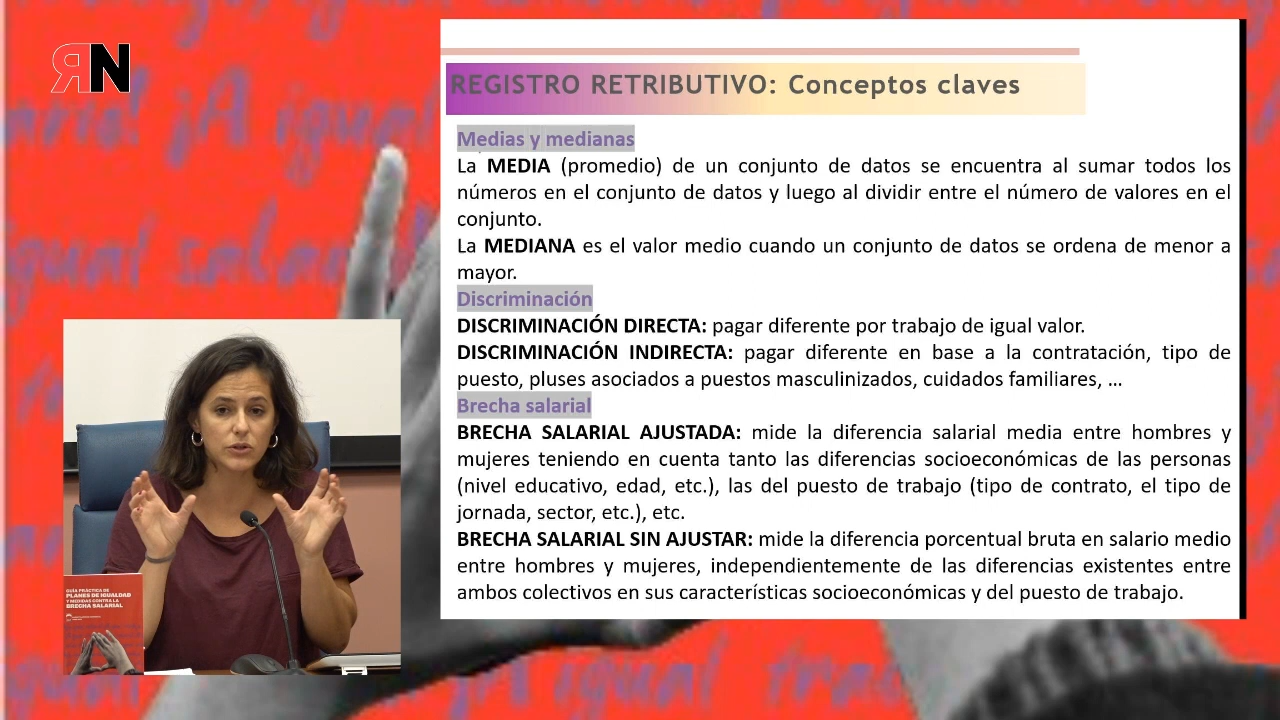 ЯN
REGISTRO RETRIBUTIVO: Conceptos claves
Medias y medianas
La MEDIA (promedio) de un conjunto de datos se encuentra al sumar todos los
números en el conjunto de datos y luego al dividir entre el número de valores en el
conjunto.
La MEDIANA es el valor medio cuando un conjunto de datos se ordena de menor a
mayor.
Discriminación
DISCRIMINACIÓN DIRECTA: pagar diferente por trabajo de igual valor.
DISCRIMINACIÓN INDIRECTA: pagar diferente en base a la contratación, tipo de
puesto, pluses asociados a puestos masculinizados, cuidados familiares, ...
Brecha salarial
BRECHA SALARIAL AJUSTADA: mide la diferencia salarial media entre hombres y
mujeres teniendo en cuenta tanto las diferencias socioeconómicas de las personas
(nivel educativo, edad, etc.), las del puesto de trabajo (tipo de contrato, el tipo de
jornada, sector, etc.), etc.
BRECHA SALARIAL SIN AJUSTAR: mide la diferencia porcentual bruta en salario medio
entre hombres y mujeres, independientemente de las diferencias existentes entre
ambos colectivos en sus características socioeconómicas y del puesto de trabajo.
GUÍA PRÁCTICA DE
PLANES DE IGUALDAD
Y MEDIDAS CONTRA LA
BRECHA SALARIAL
¡A igual
igual
¡A igual